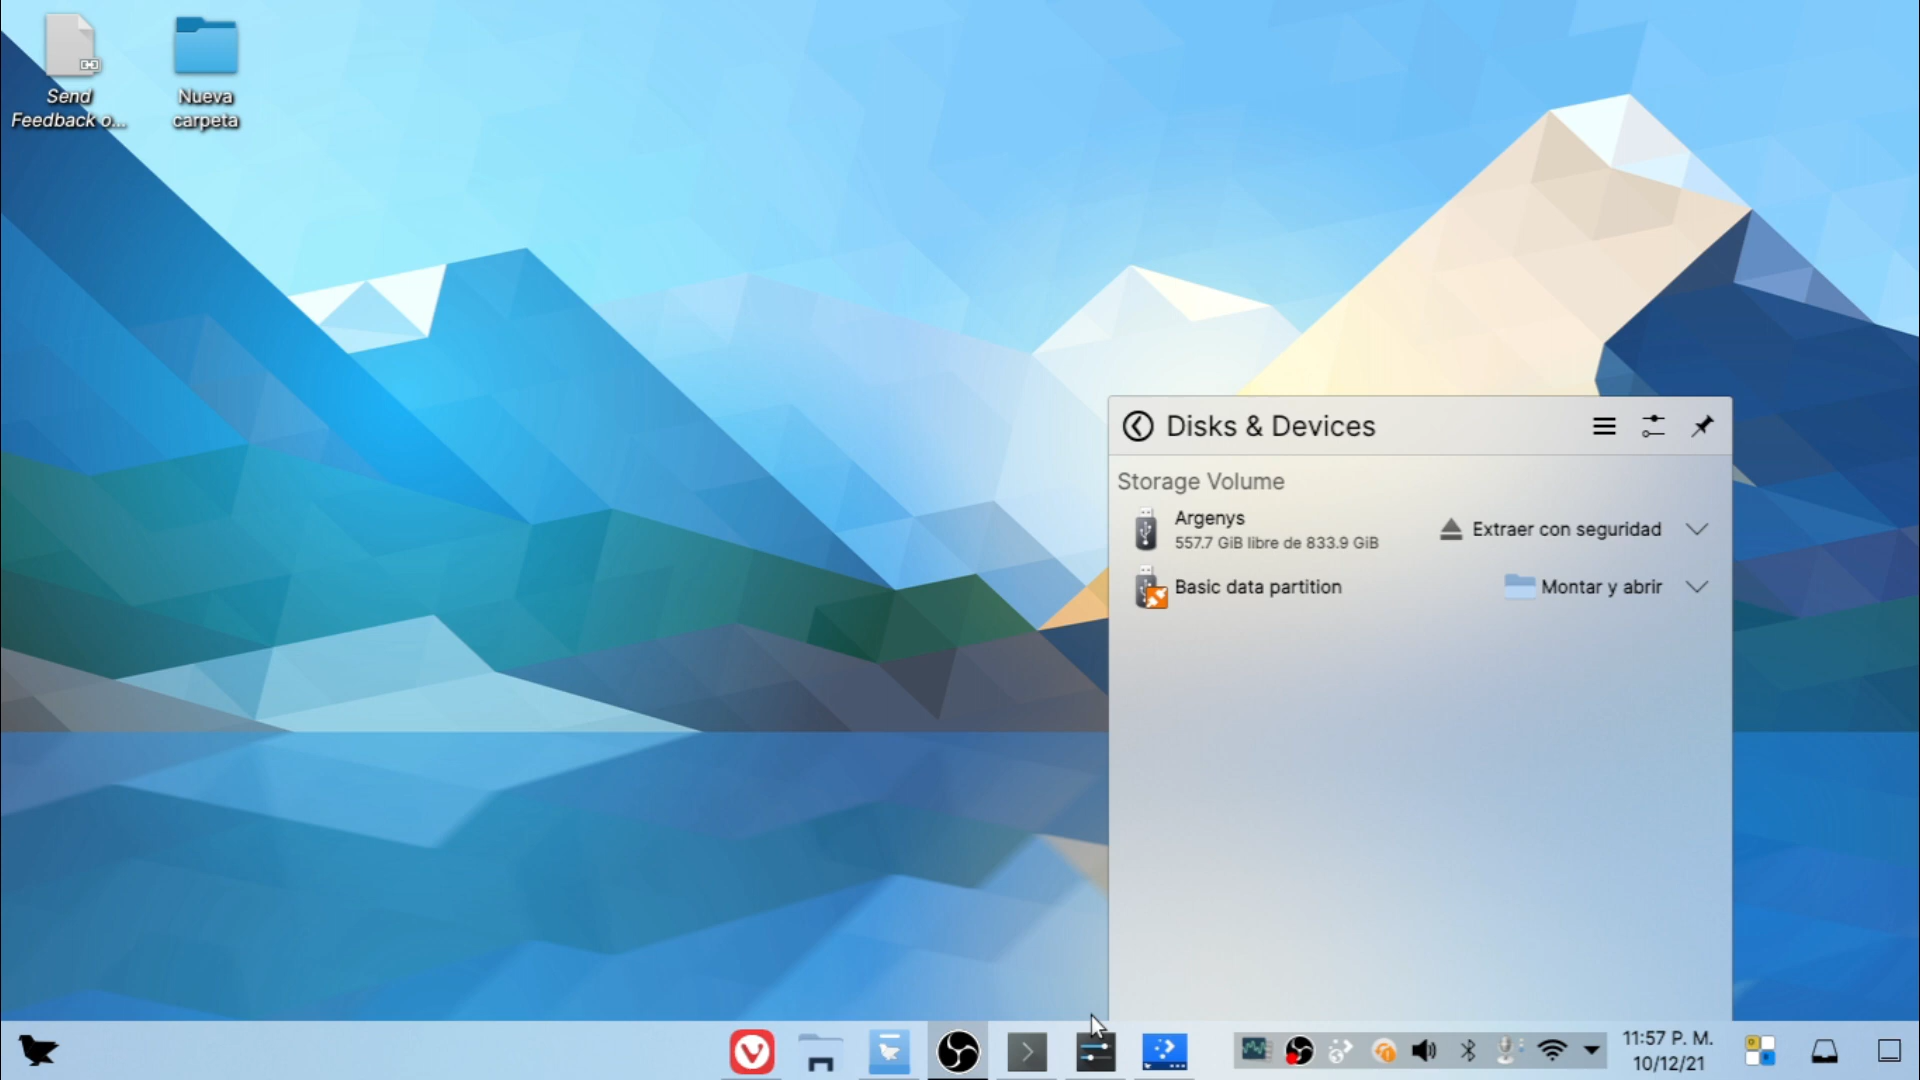 Send
Feedback o...
Nueva
carpeta
Disks & Devices
Storage Volume
Argenys
557.7 GiB libre de 833.9 GiB
Extraer con seguridad
Basic data partition
Montar y abrir
11:57 P. M.
10/12/21